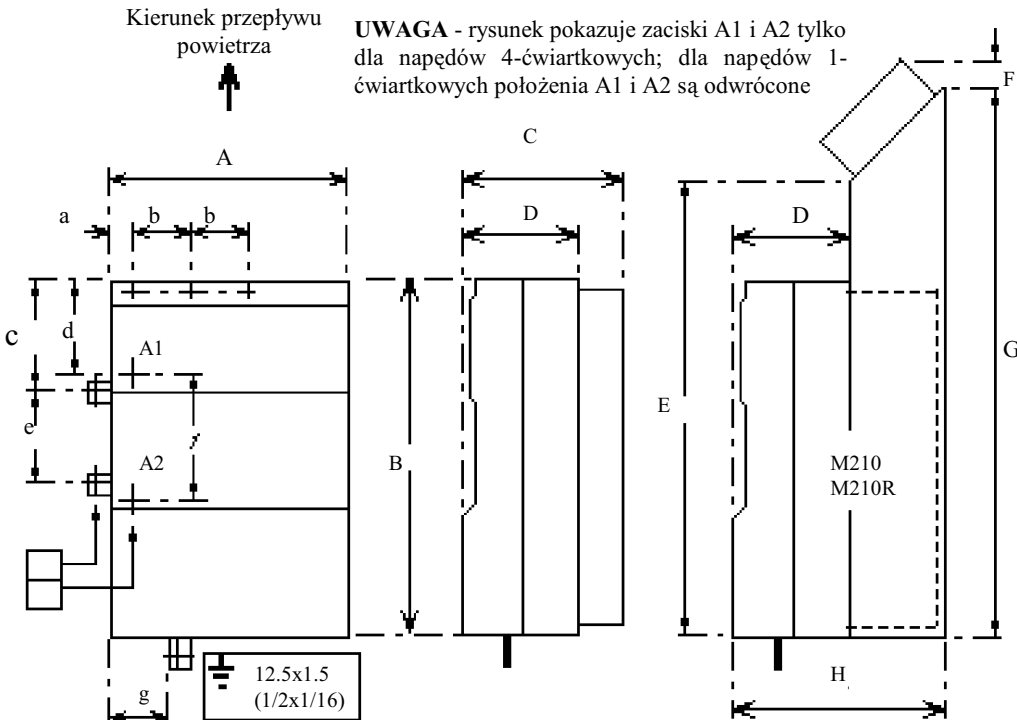 Kierunek przepływu
powietrza
UWAGA - rysunek pokazuje zaciski A1 i A2 tylko
dla napędów 4-ćwiartkowych; dla napędów 1-
ćwiartkowych położenia A1 i A2 są odwrócone
F
C
A
a
b
b
D
D
c
d
A1
G
e
f
E
A2
B
M210
M210R
12.5x1.5
(1/2x1/16)
g
H